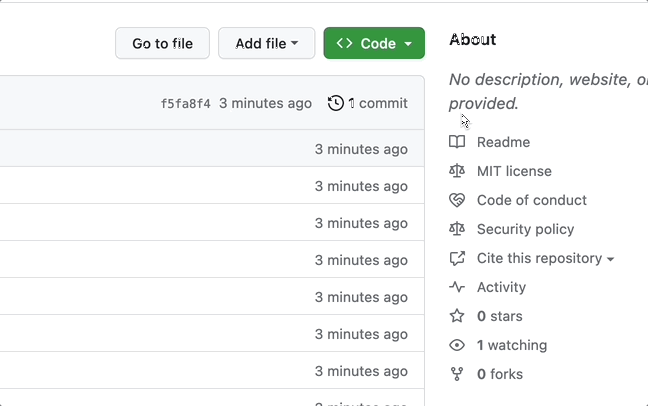 Go to file
Add file
Code
f5fa8f4 3 minutes ago 1 commit
3 minutes ago
3 minutes ago
3 minutes ago
3 minutes ago
3 minutes ago
3 minutes ago
3 minutes ago
3 minutes ago
About
No description, website, or
provided.
Readme
MIT license
Code of conduct
Security policy
Cite this repository
Activity
0 stars
1 watching
0 forks